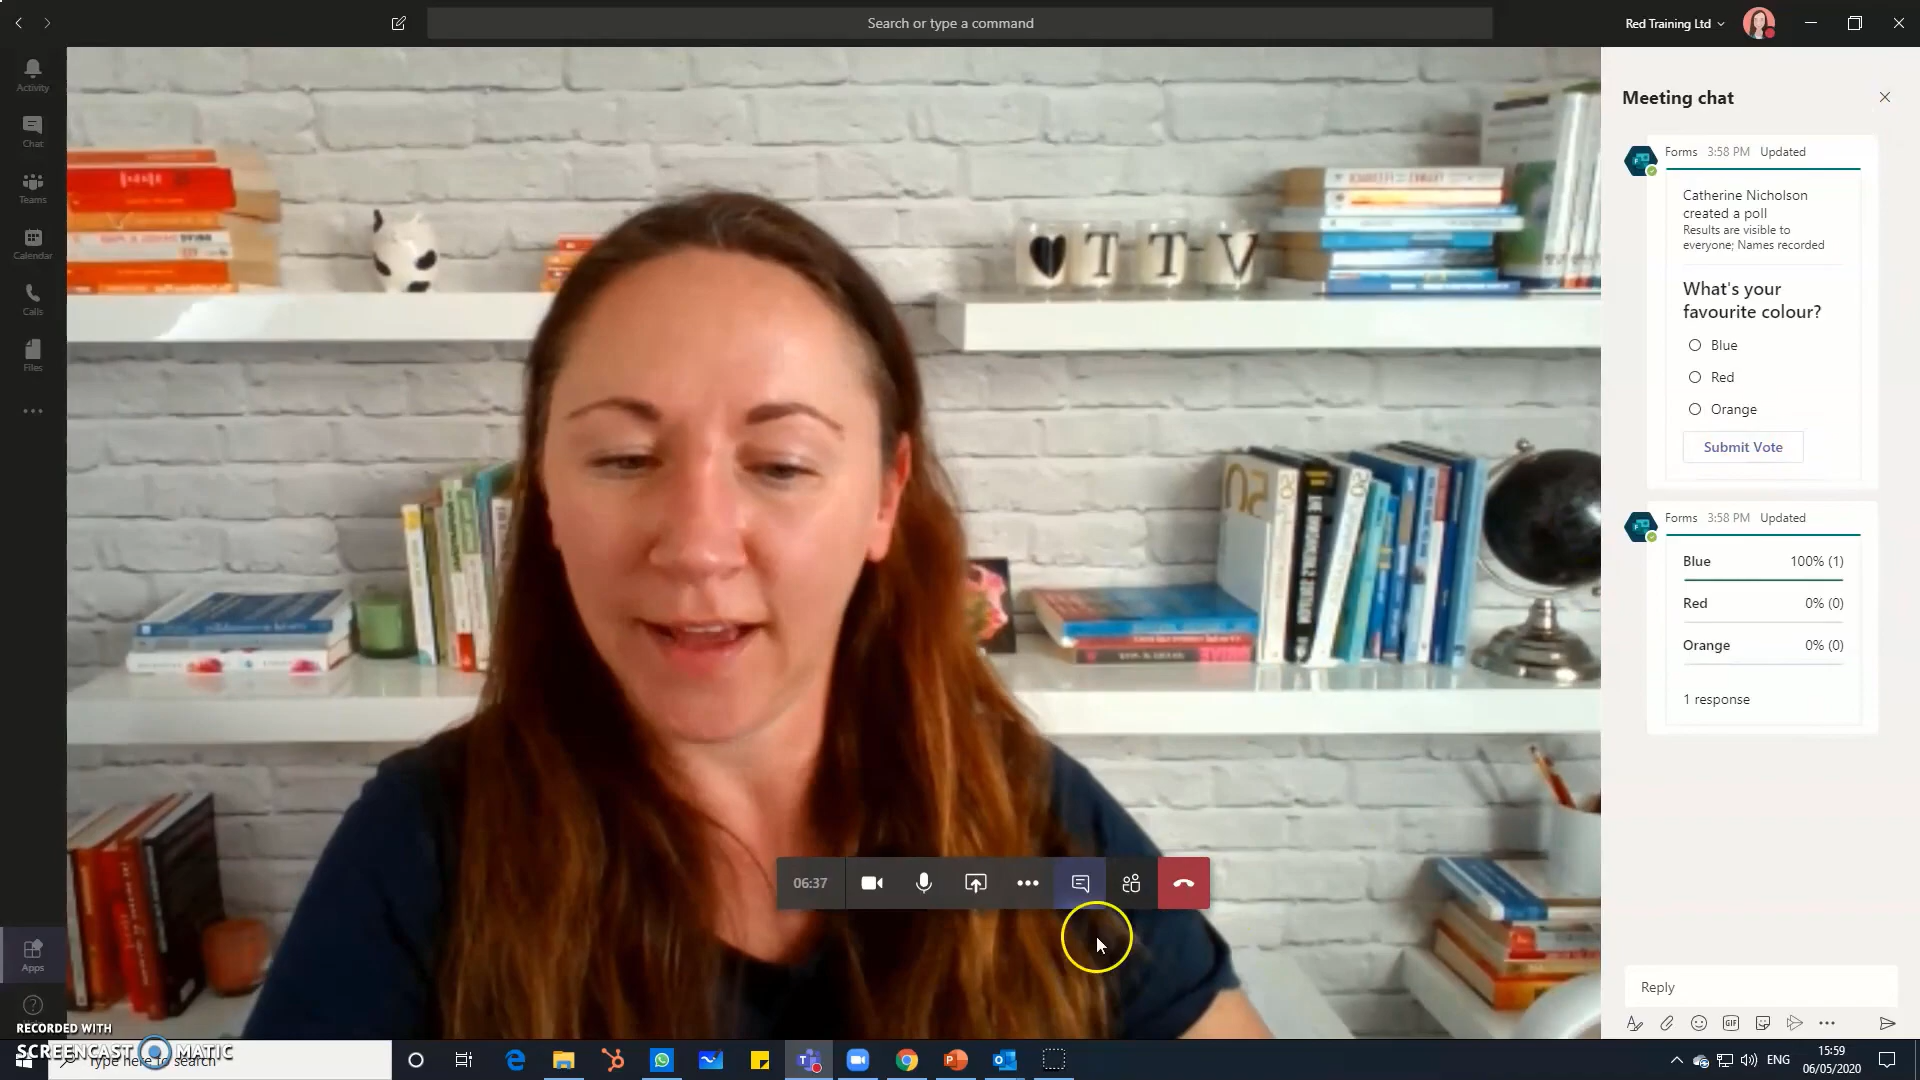 Search or type a command
Red Training Ltd
Activity
Chat
Teams
Calendar
Calls
Files
Apps
Meeting chat
Forms 3:58 PM Updated
Catherine Nicholson
created a poll
Results are visible to
everyone; Names recorded
What's your
favourite colour?
Blue
Red
Orange
Submit Vote
Forms 3:58 PM Updated
Blue 100% (1)
Red 0% (0)
Orange 0% (0)
1 response
T T V
50
06:37
Reply
GIF
RECORDED WITH
SCREENCAST MATIC
Type here to search
ENG
15:59
06/05/2020